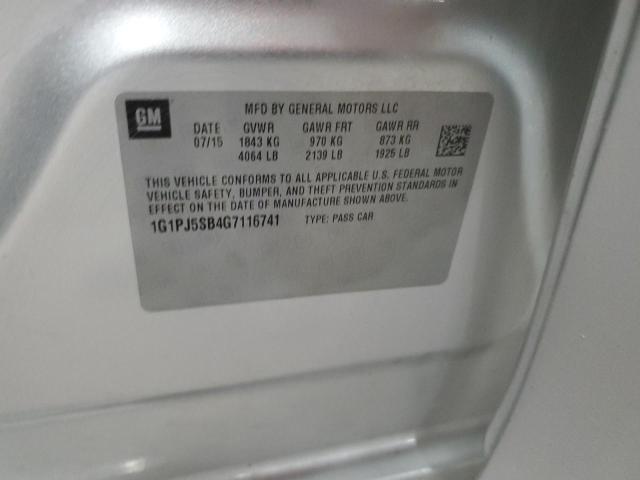 GM
MFD BY GENERAL MOTORS LLC
DATE GVWR GAWR FRT GAWR RR
07/15 1843 KG 970 KG 873 KG
4064 LB 2139 LB 1925 LB
THIS VEHICLE CONFORMS TO ALL APPLICABLE U.S. FEDERAL MOTOR
VEHICLE SAFETY, BUMPER, AND THEFT PREVENTION STANDARDS IN
EFFECT ON THE DATE OF MANUFACTURE SHOWN ABOVE.
1G1PJ5SB4G7116741 TYPE: PASS CAR